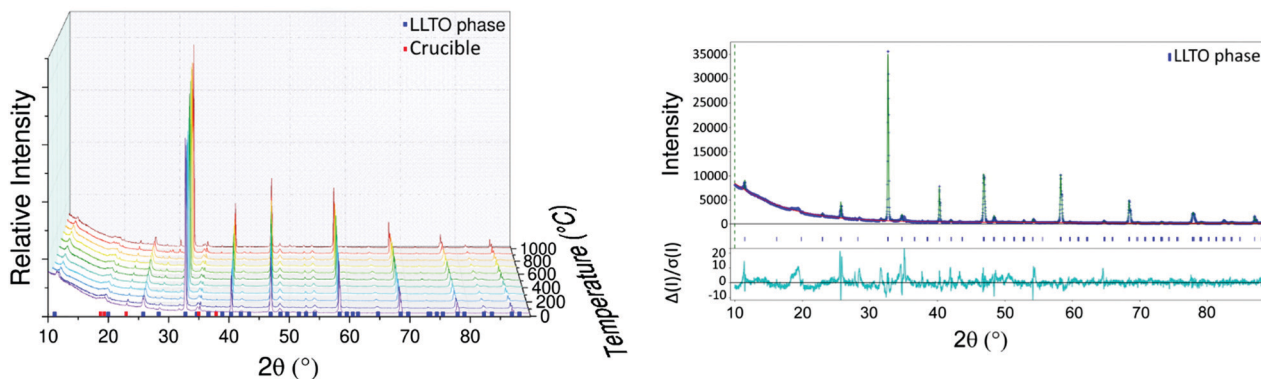 LLTO phase
Crucible
Relative Intensity
1000
800
600
400
200
0
Temperature (°C)
10 20 30 40 50 60 70 80
2θ (°)
LLTO phase
Intensity
35000
30000
25000
20000
15000
10000
5000
0
Δ(I)/σ(I)
20
10
0
-10
10 20 30 40 50 60 70 80
2θ (°)